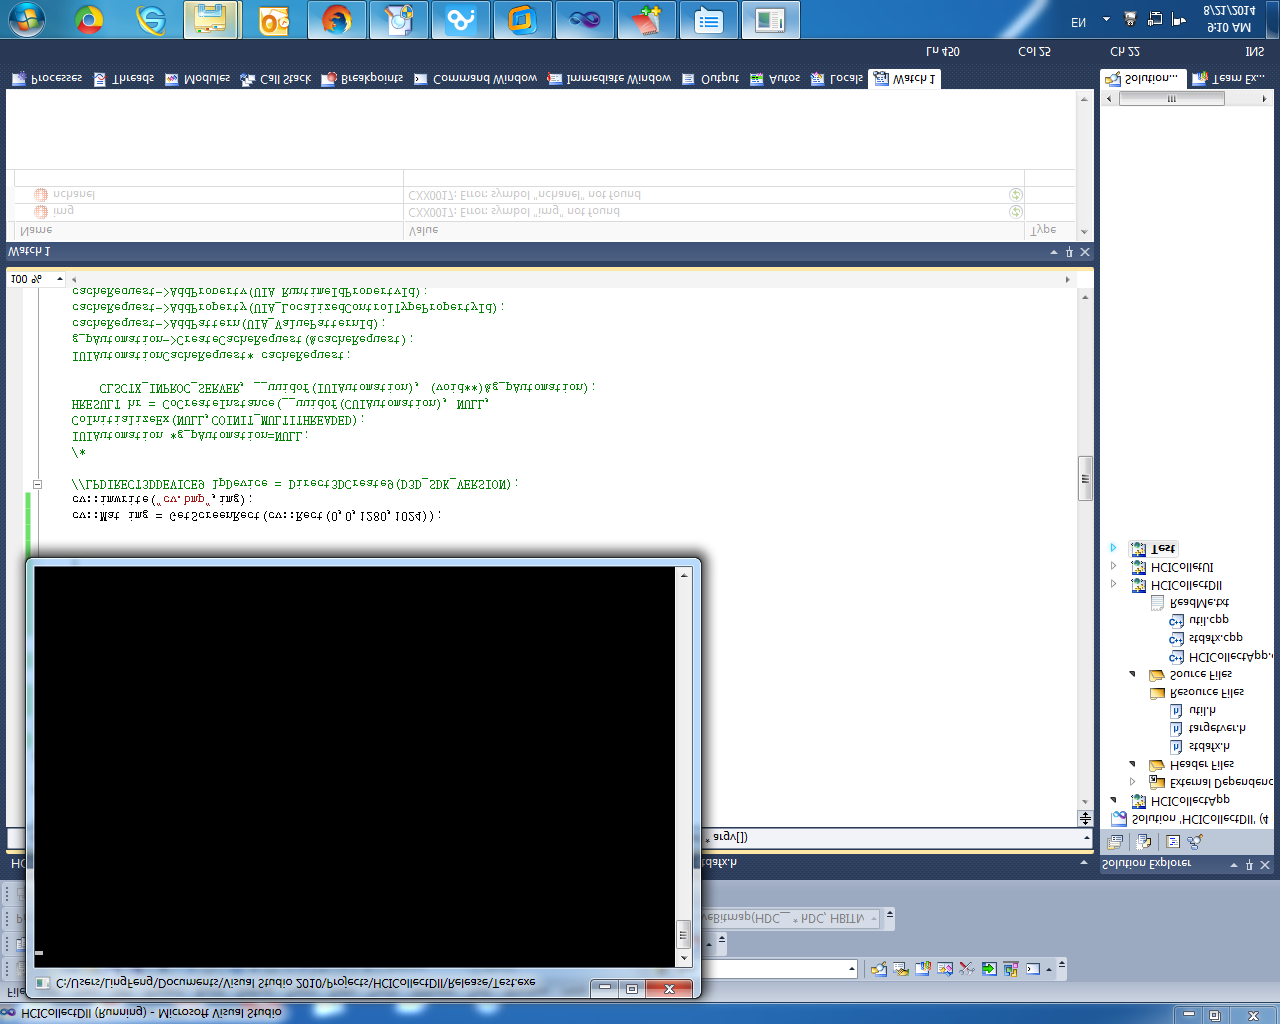 HCICollectDll (Running) - Microsoft Visual Studio
File
C:\Users\LingFeng\Documents\Visual Studio 2010\Projects\HCICollectDll\Release\Test.exe
veBitmap(HDC__ * hDC, HBITM
HC
stdafx.h
* argv[])
cv::Mat img = GetScreenRect(cv::Rect(0,0,1280,1024));
cv::imwrite("cv.bmp",img);
//LPDIRECT3DDEVICE9 lpDevice = Direct3DCreate9(D3D_SDK_VERSION);
/*
IUIAutomation *g_pAutomation=NULL;
CoInitializeEx(NULL,COINIT_MULTITHREADED);
HRESULT hr = CoCreateInstance(__uuidof(CUIAutomation), NULL,
CLSCTX_INPROC_SERVER, __uuidof(IUIAutomation), (void**)&g_pAutomation);
IUIAutomationCacheRequest* cacheRequest;
g_pAutomation->CreateCacheRequest(&cacheRequest);
cacheRequest->AddPattern(UIA_ValuePatternId);
cacheRequest->AddProperty(UIA_LocalizedControlTypePropertyId);
cacheRequest->AddProperty(UIA_RuntimeIdPropertyId);
100 %
Solution Explorer
Solution 'HCICollectDll' (4
HCICollectApp
External Dependenc
Header Files
stdafx.h
targetver.h
util.h
Resource Files
Source Files
HCICollectApp.c
stdafx.cpp
util.cpp
ReadMe.txt
HCICollectDll
HCIColletUI
Test
Watch 1
Name Value Type
img CXX0017: Error: symbol "img" not found
nchanel CXX0017: Error: symbol "nchanel" not found
Processes Threads Modules Call Stack Breakpoints Command Window Immediate Window Output Autos Locals Watch 1
Solution... Team Ex...
Ln 450 Col 25 Ch 22 INS
EN
9:10 AM
8/21/2014